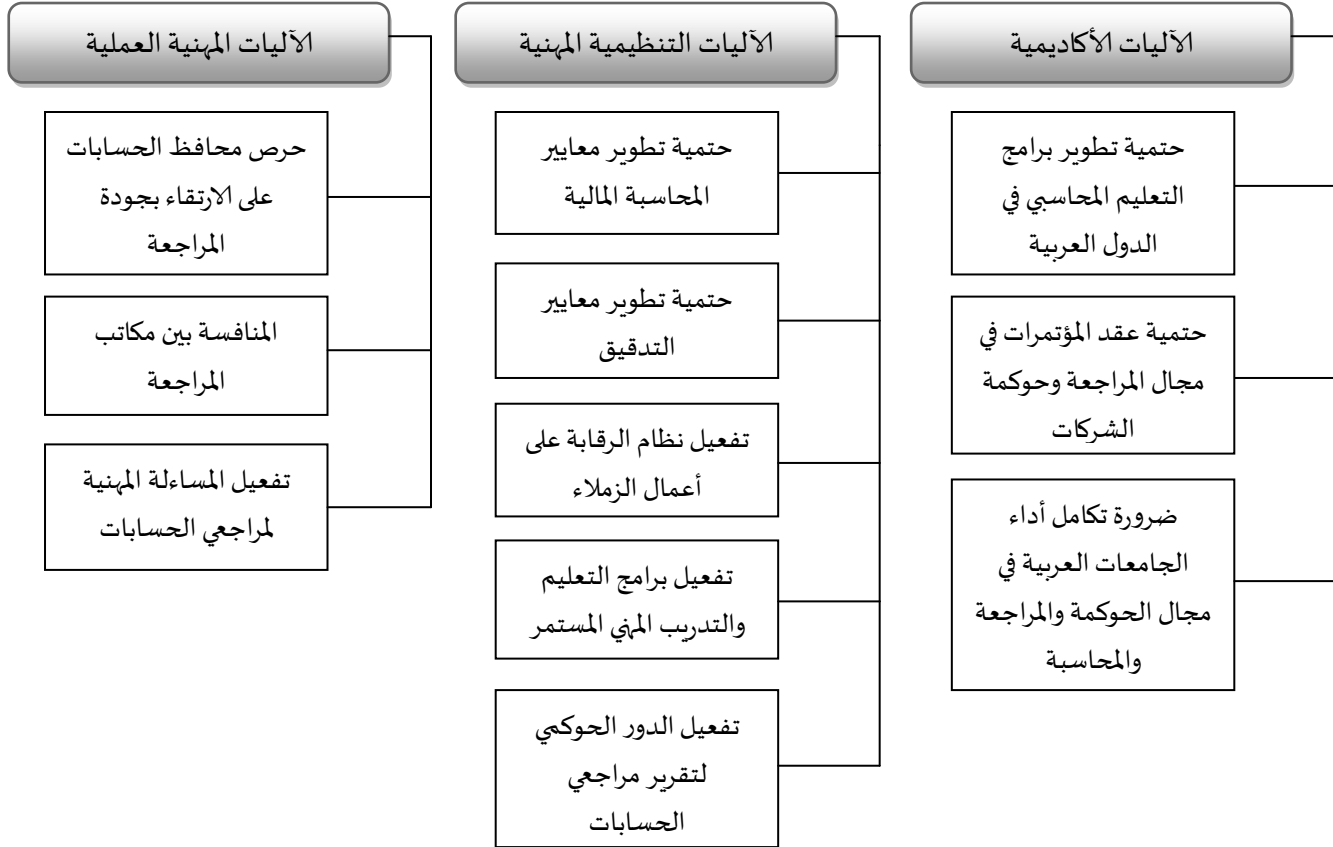 الآليات الأكاديمية
حتمية تطوير برامج
التعليم المحاسبي في
الدول العربية
حتمية عقد المؤتمرات في
مجال المراجعة وحوكمة
الشركات
ضرورة تكامل أداء
الجامعات العربية في
مجال الحوكمة والمراجعة
والمحاسبة
الآليات التنظيمية المهنية
حتمية تطوير معايير
المحاسبة المالية
حتمية تطوير معايير
التدقيق
تفعيل نظام الرقابة على
أعمال الزملاء
تفعيل برامج التعليم
والتدريب المهني المستمر
تفعيل الدور الحوكمي
لتقرير مراجعي
الحسابات
الآليات المهنية العملية
حرص محافظ الحسابات
على الارتقاء بجودة
المراجعة
المنافسة بين مكاتب
المراجعة
تفعيل المساءلة المهنية
لمراجعي الحسابات